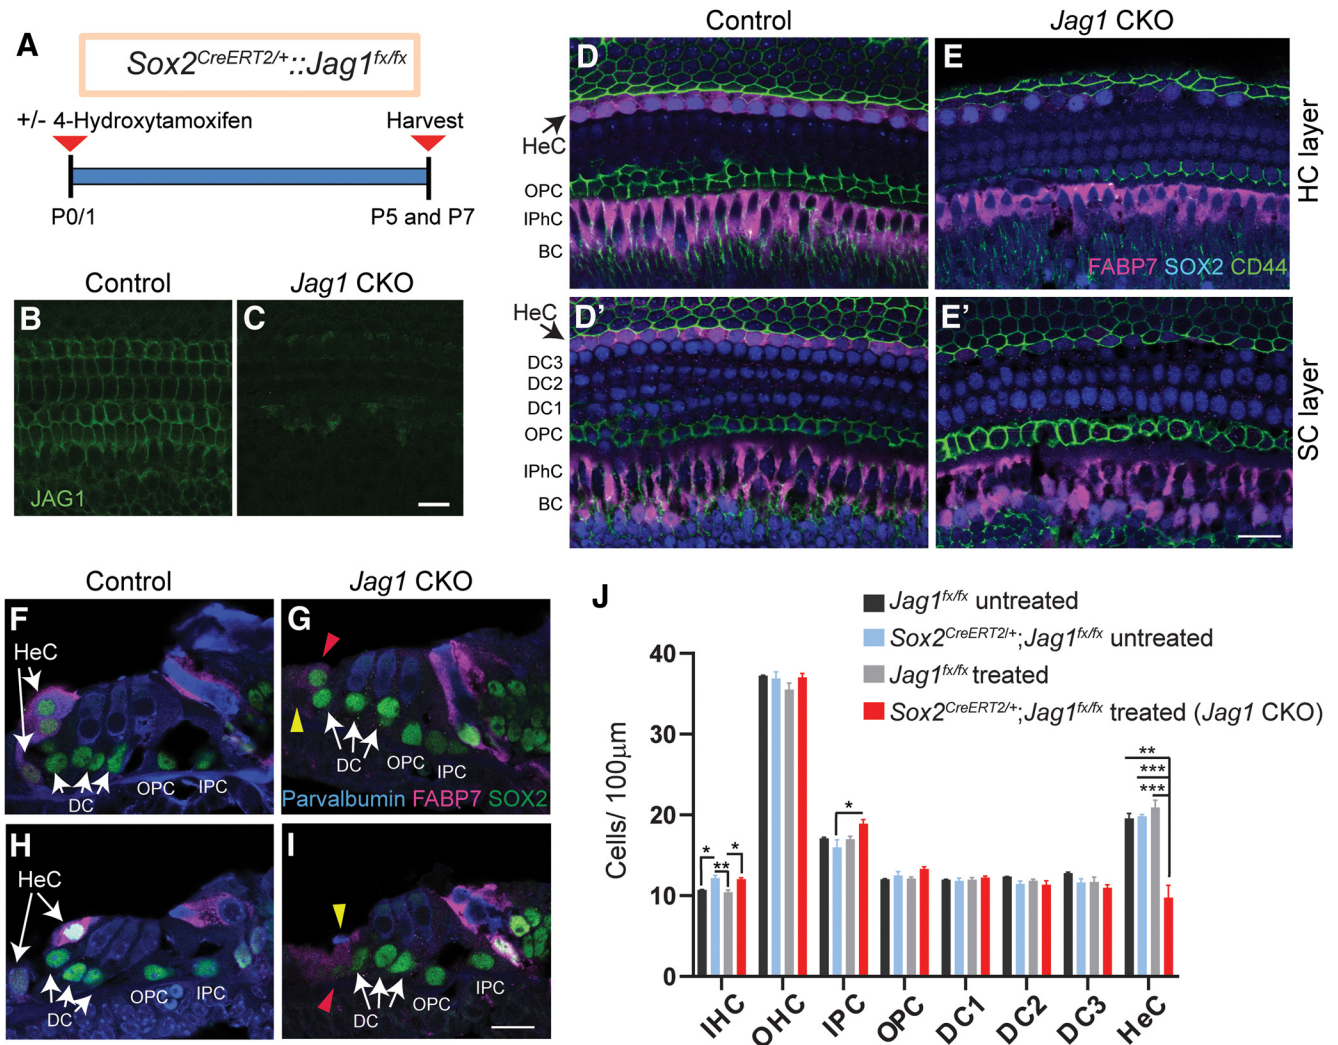 A
Sox2CreERT2/+::Jag1fx/fx
+/- 4-Hydroxytamoxifen
Harvest
P0/1
P5 and P7
Control
Jag1 CKO
B
C
JAG1
Control
Jag1 CKO
D
E
HeC
OPC
IPhC
BC
FABP7 SOX2 CD44
HC layer
D'
E'
HeC
DC3
DC2
DC1
OPC
IPhC
BC
SC layer
Control
Jag1 CKO
F
HeC
DC
OPC
IPC
G
DC
OPC
IPC
Parvalbumin FABP7 SOX2
H
HeC
DC
OPC
IPC
I
DC
OPC
IPC
J
Jag1fx/fx untreated
Sox2CreERT2/+;Jag1fx/fx untreated
Jag1fx/fx treated
Sox2CreERT2/+;Jag1fx/fx treated (Jag1 CKO)
Cells/ 100μm
40
30
20
10
0
*
**
*
*
**
***
***
IHC
OHC
IPC
OPC
DC1
DC2
DC3
HeC